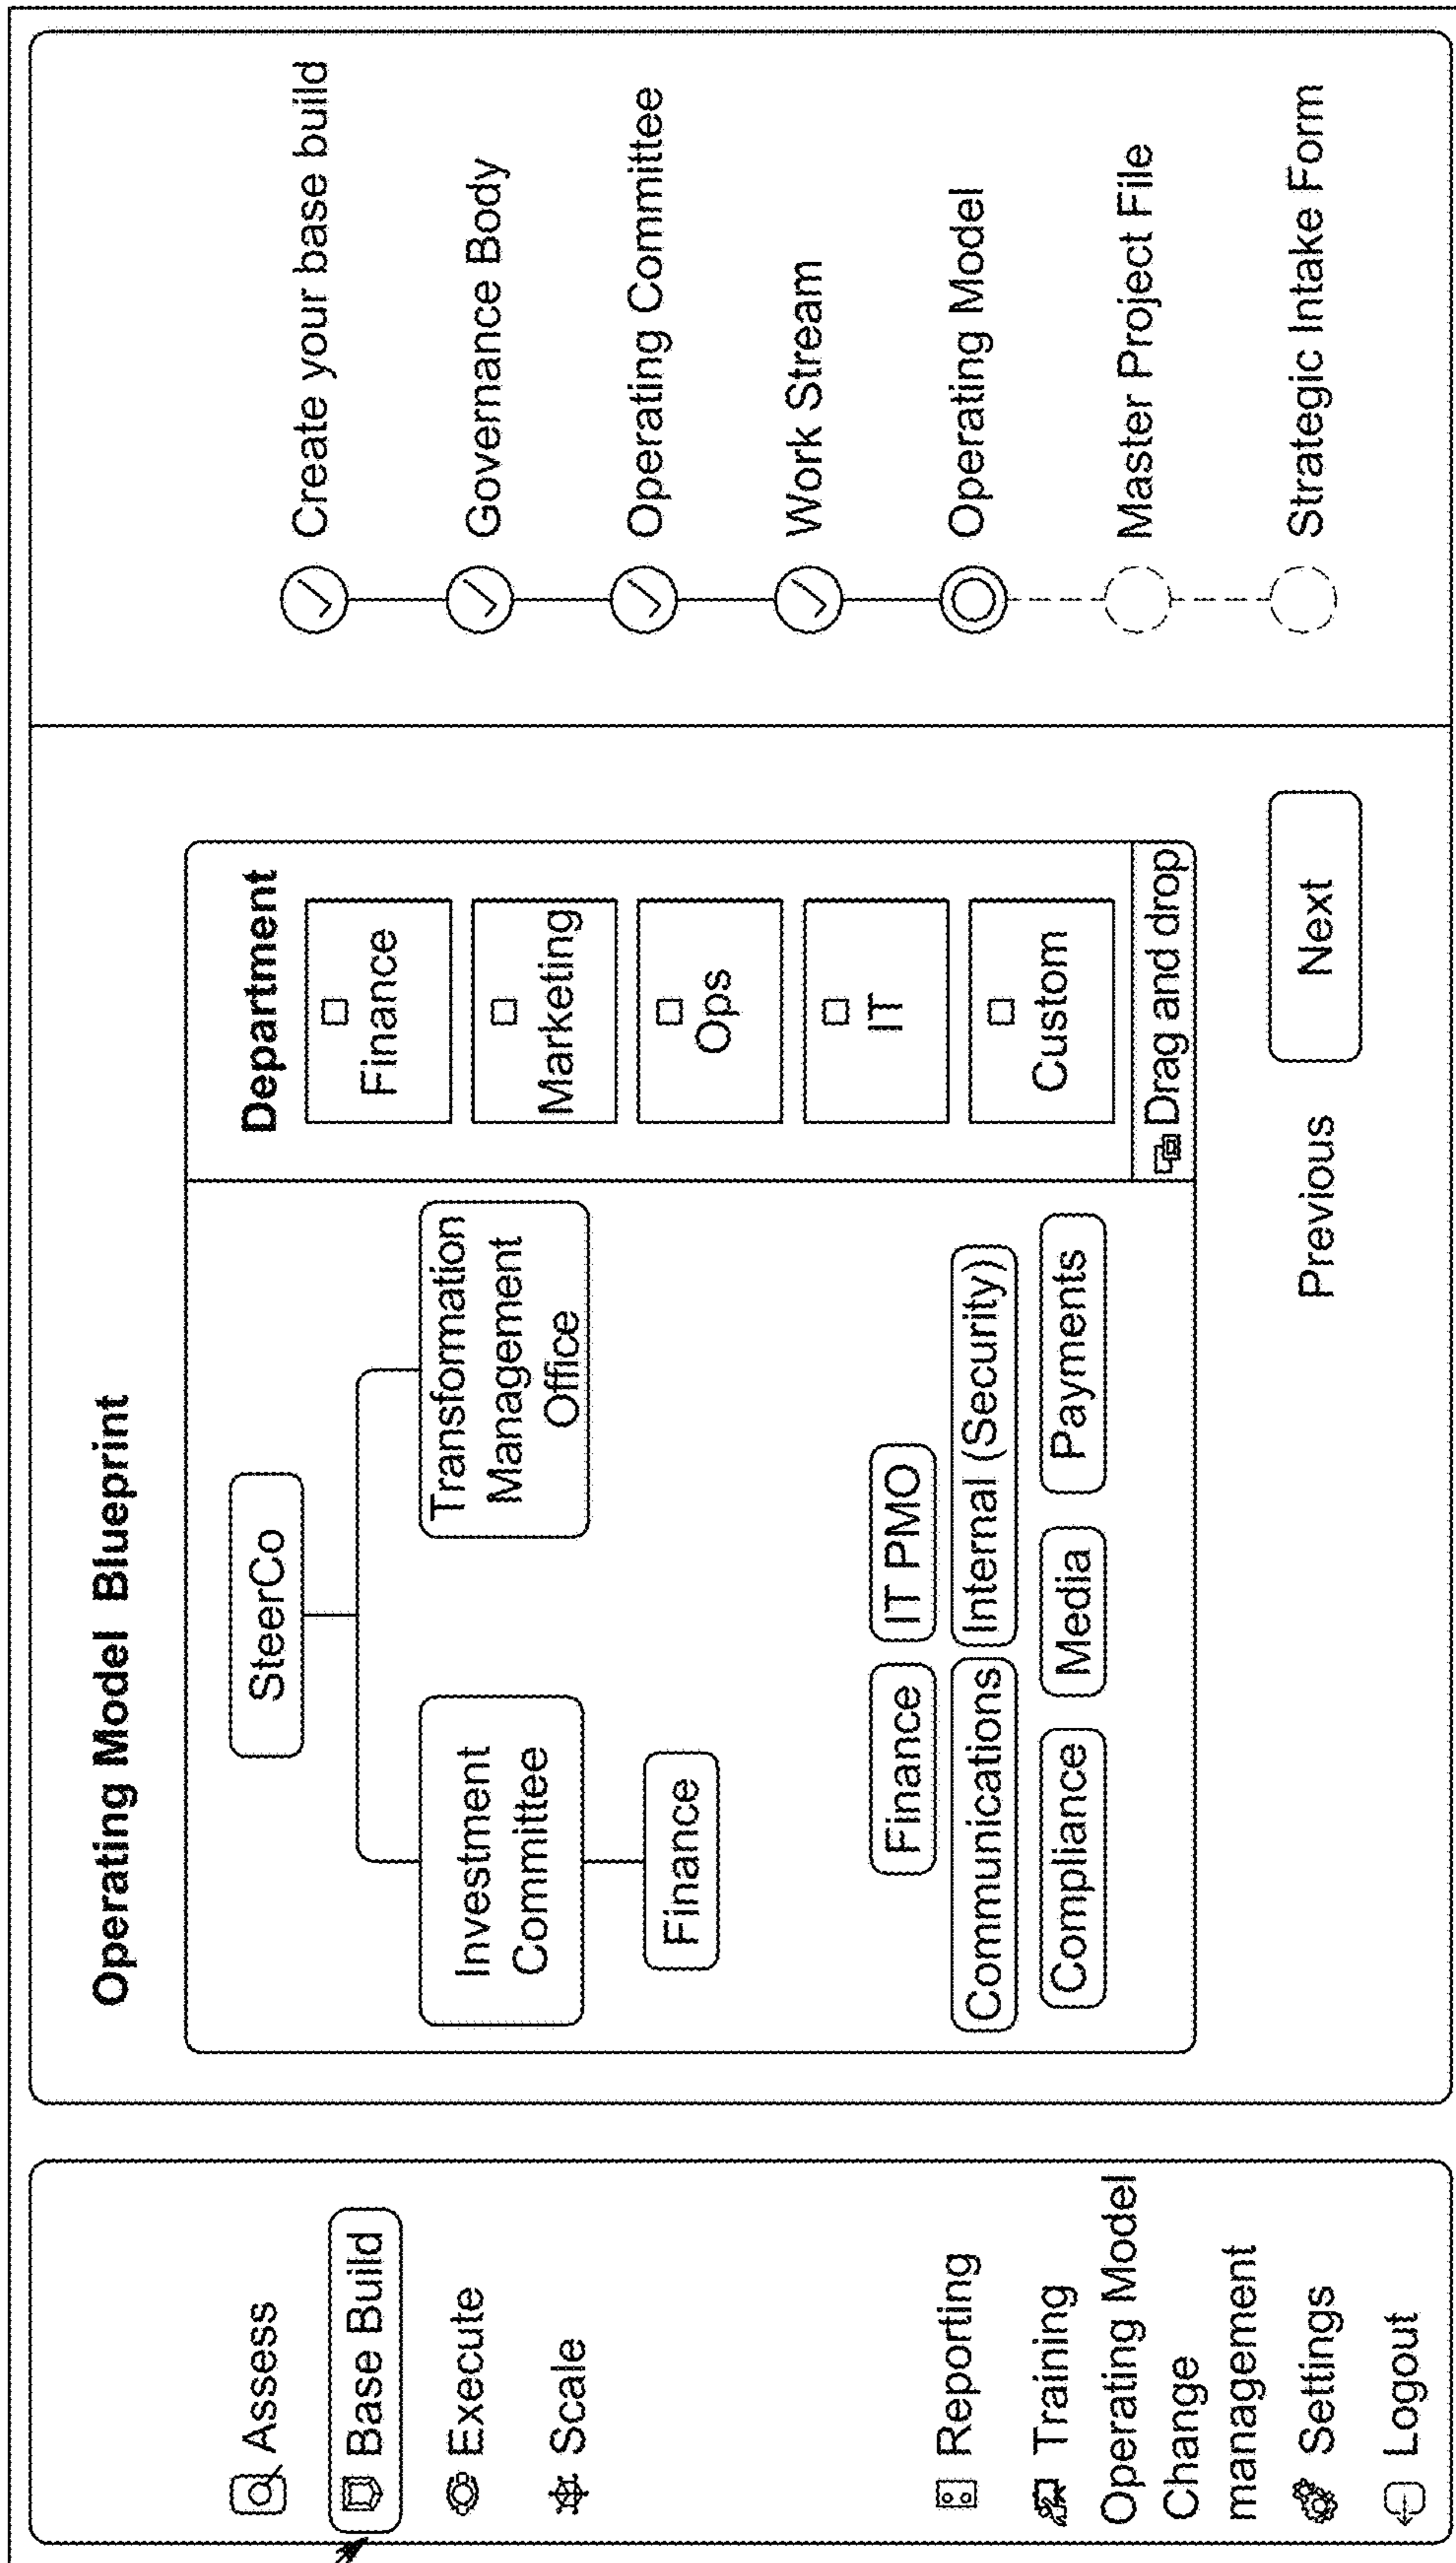 Assess
Base Build
Execute
Scale
Reporting
Training
Operating Model
Change
management
Settings
Logout
Operating Model Blueprint
SteerCo
Investment
Committee
Transformation
Management
Office
Finance
Finance
IT PMO
Communications
Internal (Security)
Compliance
Media
Payments
Department
Finance
Marketing
Ops
IT
Custom
Drag and drop
Previous
Next
Create your base build
Governance Body
Operating Committee
Work Stream
Operating Model
Master Project File
Strategic Intake Form